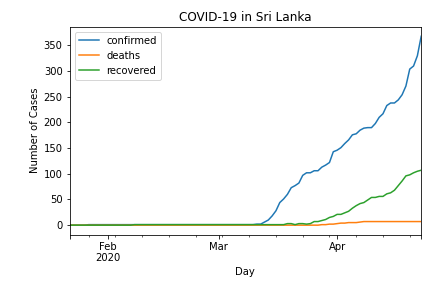 COVID-19 in Sri Lanka
confirmed
deaths
recovered
Number of Cases
350
300
250
200
150
100
50
0
Feb
2020
Mar
Apr
Day